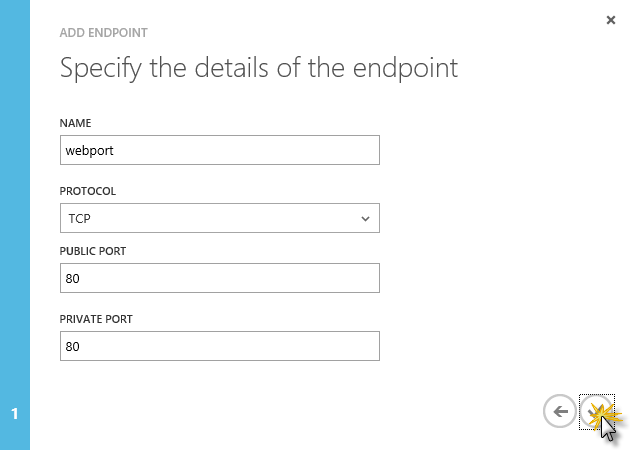 ADD ENDPOINT
Specify the details of the endpoint
NAME
webport
PROTOCOL
TCP
PUBLIC PORT
80
PRIVATE PORT
80
1